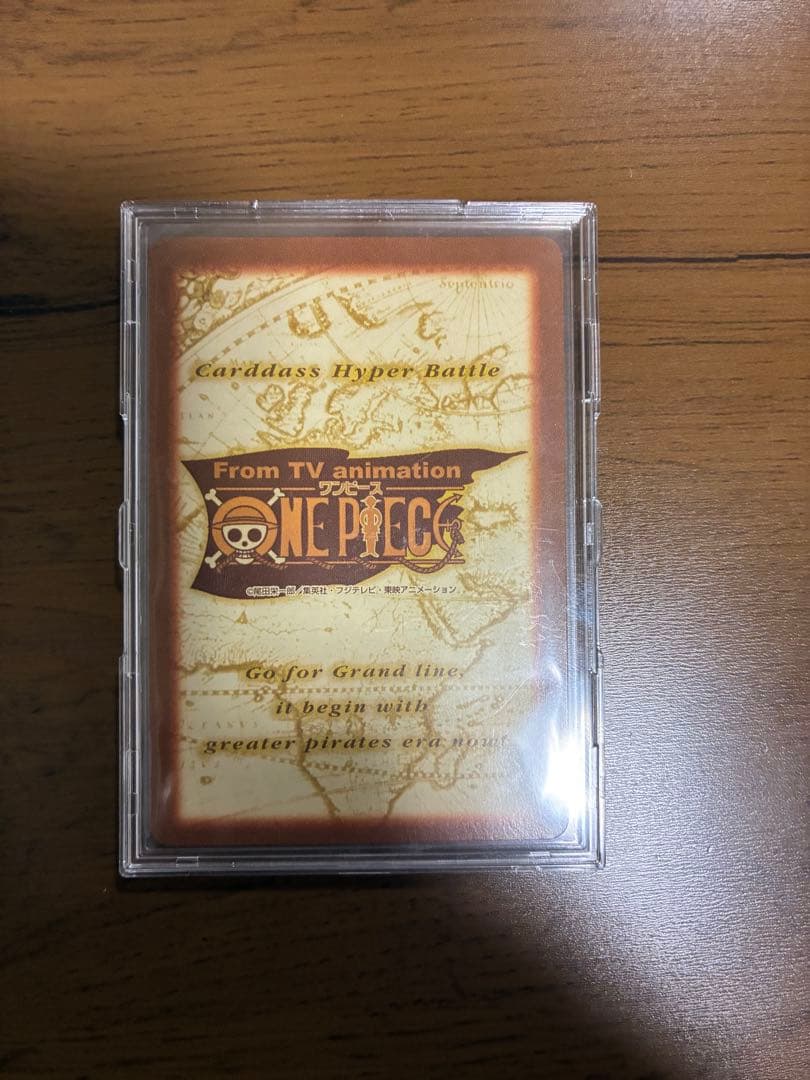 Septentrio
Carddass Hyper Battle
From TV animation
ワンピース
ONE PIECE
©尾田栄一郎／集英社・フジテレビ・東映アニメーション
Go for Grand line,
it begin with
greater pirates era now!